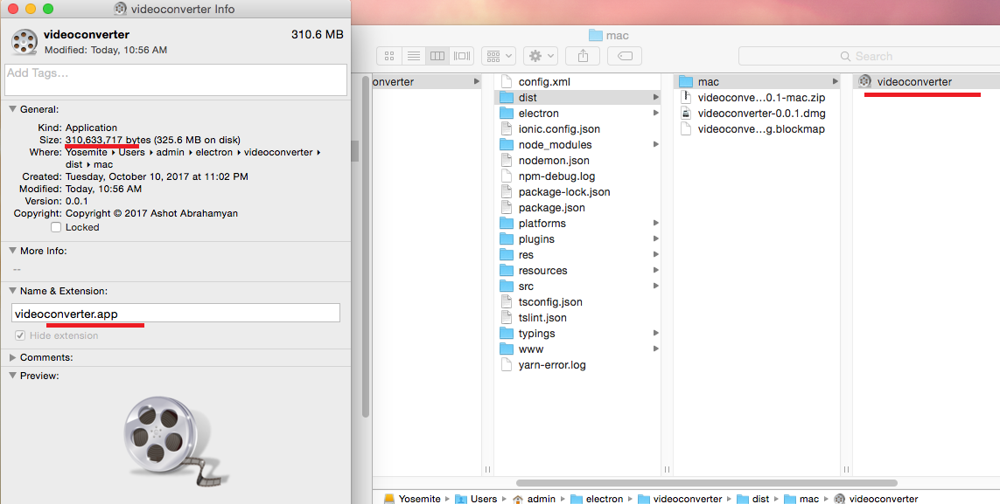 videoconverter Info
videoconverter 310.6 MB
Modified: Today, 10:56 AM
Add Tags...
General:
Kind: Application
Size: 310,633,717 bytes (325.6 MB on disk)
Where: Yosemite ▸ Users ▸ admin ▸ electron ▸ videoconverter ▸
dist ▸ mac
Created: Tuesday, October 10, 2017 at 11:02 PM
Modified: Today, 10:56 AM
Version: 0.0.1
Copyright: Copyright © 2017 Ashot Abrahamyan
Locked
More Info:
--
Name & Extension:
videoconverter.app
Hide extension
Comments:
Preview:
mac
Search
onverter
config.xml
dist
electron
ionic.config.json
node_modules
nodemon.json
npm-debug.log
package-lock.json
package.json
platforms
plugins
res
resources
src
tsconfig.json
tslint.json
typings
www
yarn-error.log
mac
videoconve...0.1-mac.zip
videoconverter-0.0.1.dmg
videoconve...g.blockmap
videoconverter
Yosemite ▸ Users ▸ admin ▸ electron ▸ videoconverter ▸ dist ▸ mac ▸ videoconverter